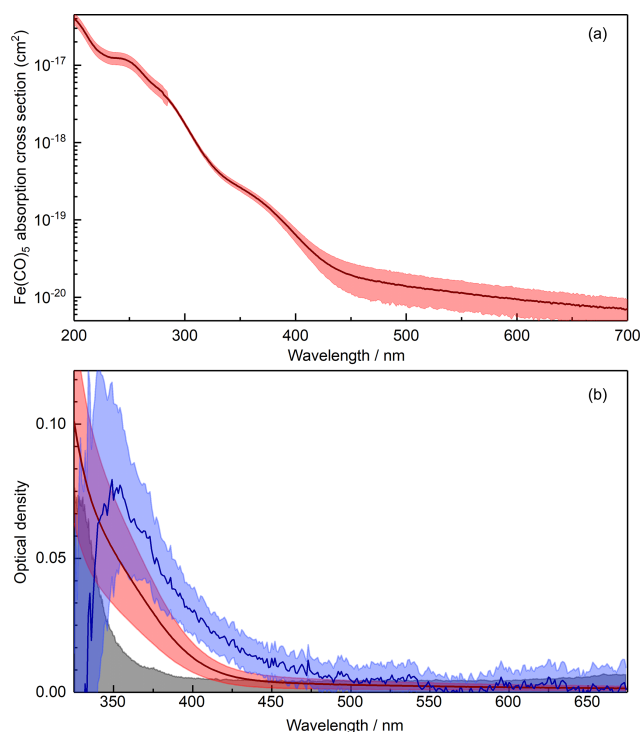 (a)
Fe(CO)5 absorption cross section (cm²)
10⁻¹⁷
10⁻¹⁸
10⁻¹⁹
10⁻²⁰
200 300 400 500 600 700
Wavelength / nm
(b)
Optical density
0.10
0.05
0.00
350 400 450 500 550 600 650
Wavelength / nm